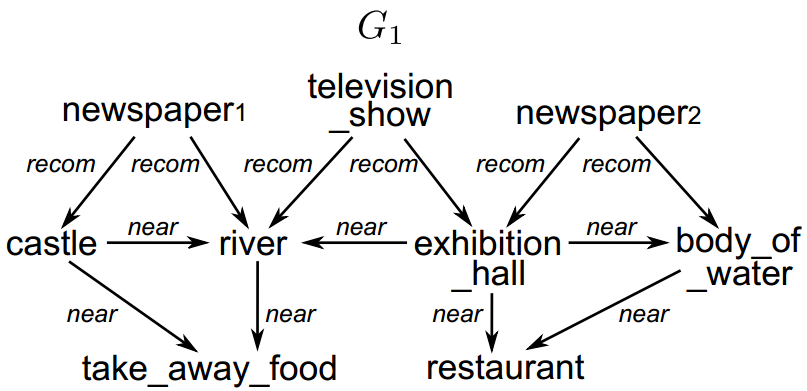 G1
television
newspaper1 _show newspaper2
recom recom recom recom recom recom
castle near river near exhibition near body_of
_hall _water
near near near near
take_away_food restaurant